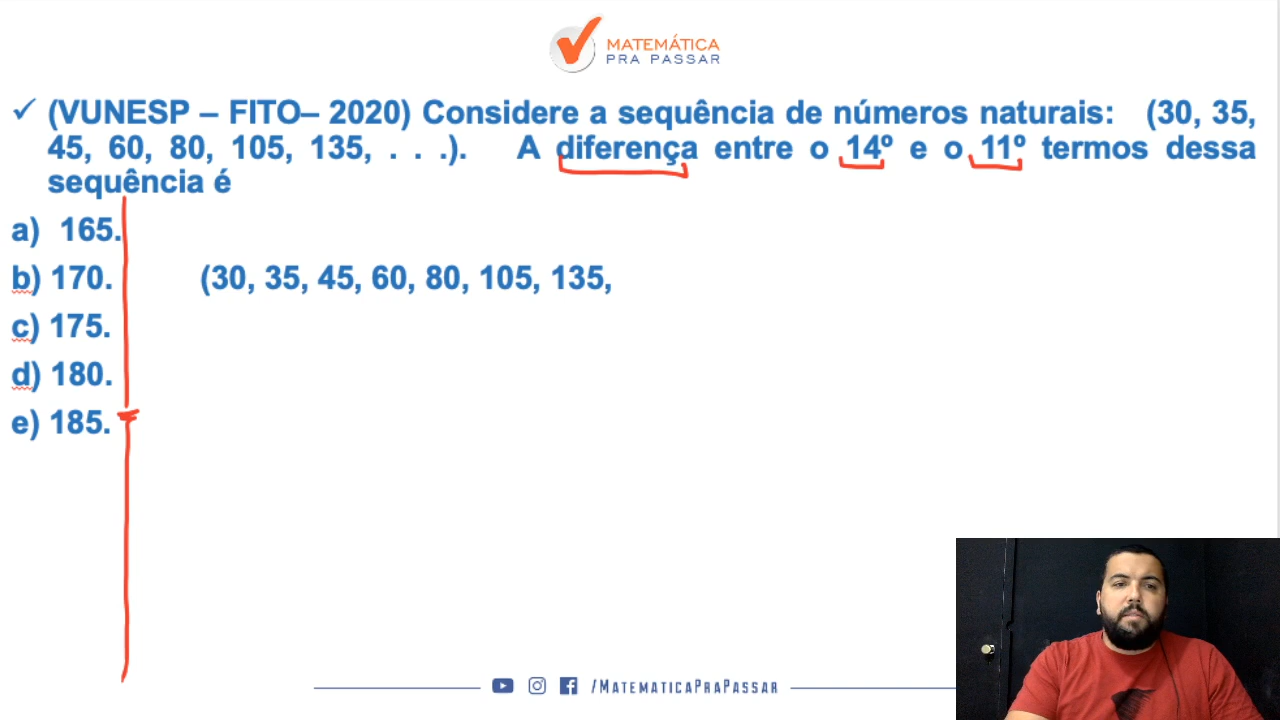 MATEMÁTICA
PRA PASSAR
✓ (VUNESP – FITO– 2020) Considere a sequência de números naturais: (30, 35,
45, 60, 80, 105, 135, . . .). A diferença entre o 14º e o 11º termos dessa
sequência é
a) 165.
b) 170.
(30, 35, 45, 60, 80, 105, 135,
c) 175.
d) 180.
e) 185.
/MATEMATICAPRAPASSAR